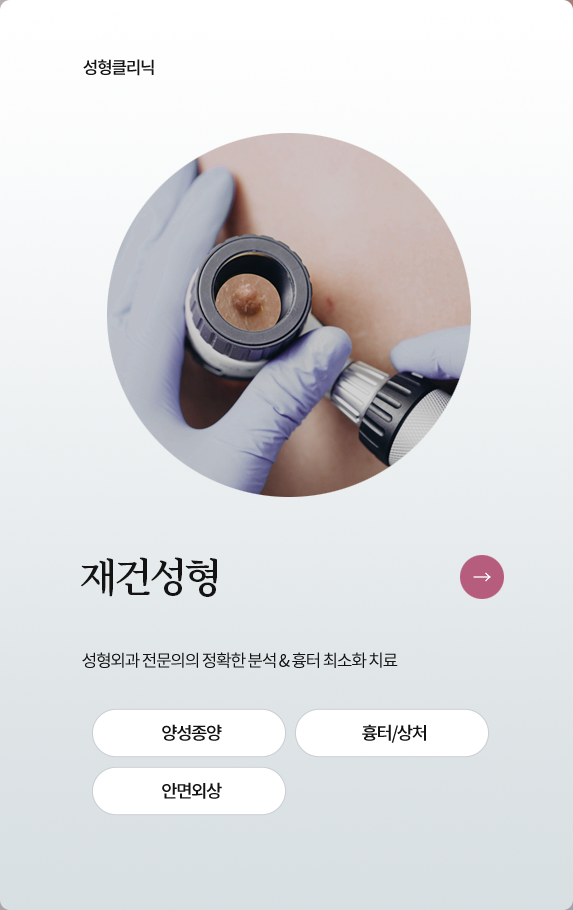 성형클리닉
재건성형
성형외과 전문의의 정확한 분석 & 흉터 최소화 치료
양성종양
흉터/상처
안면외상